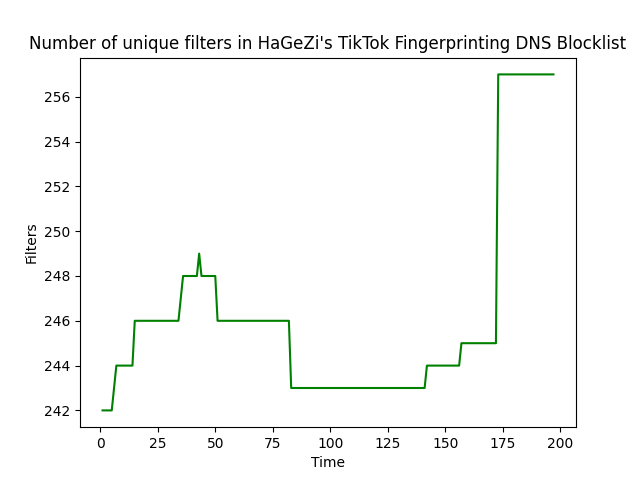 Number of unique filters in HaGeZi's TikTok Fingerprinting DNS Blocklist
256
254
252
250
248
246
244
242
Filters
0 25 50 75 100 125 150 175 200
Time